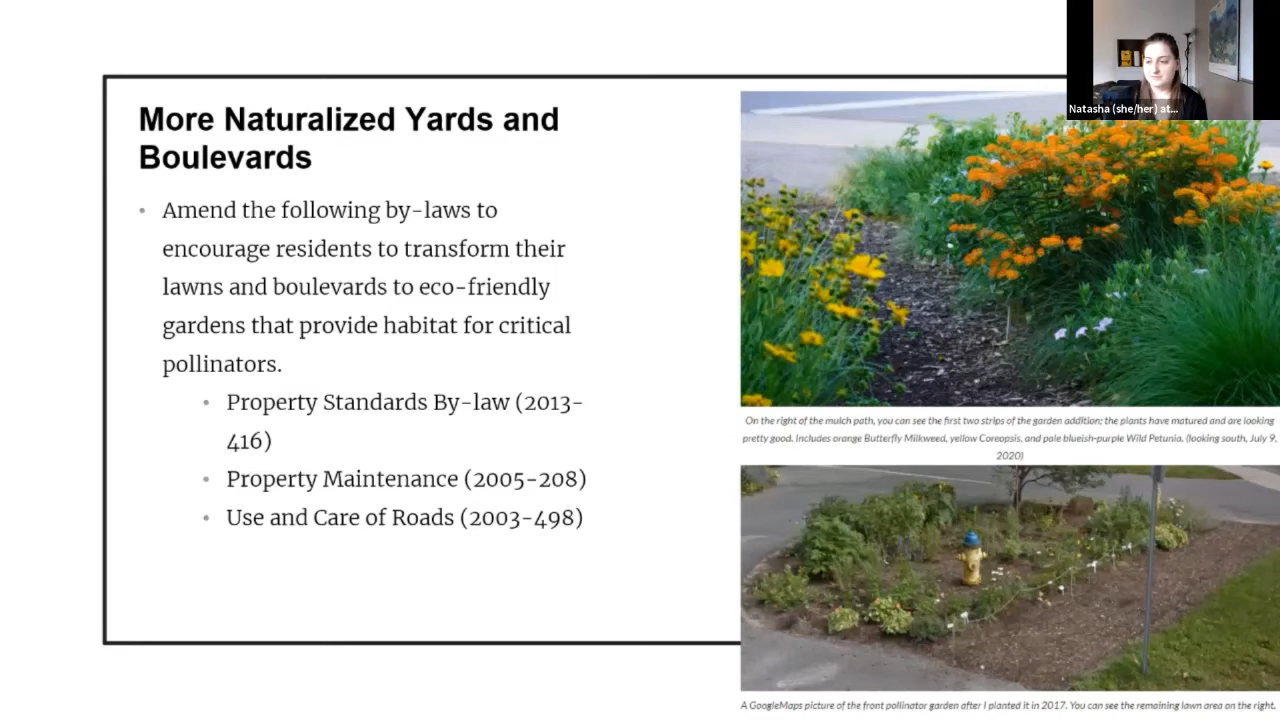 Natasha (she/her) at...
More Naturalized Yards and
Boulevards
Amend the following by-laws to
encourage residents to transform their
lawns and boulevards to eco-friendly
gardens that provide habitat for critical
pollinators.
Property Standards By-law (2013-
416)
Property Maintenance (2005-208)
Use and Care of Roads (2003-498)
On the right of the mulch path, you can see the first two strips of the garden addition; the plants have matured and are looking
pretty good. Includes orange Butterfly Milkweed, yellow Coreopsis, and pale blueish-purple Wild Petunia. (looking south, July 9,
2020)
A GoogleMaps picture of the front pollinator garden after I planted it in 2017. You can see the remaining lawn area on the right.